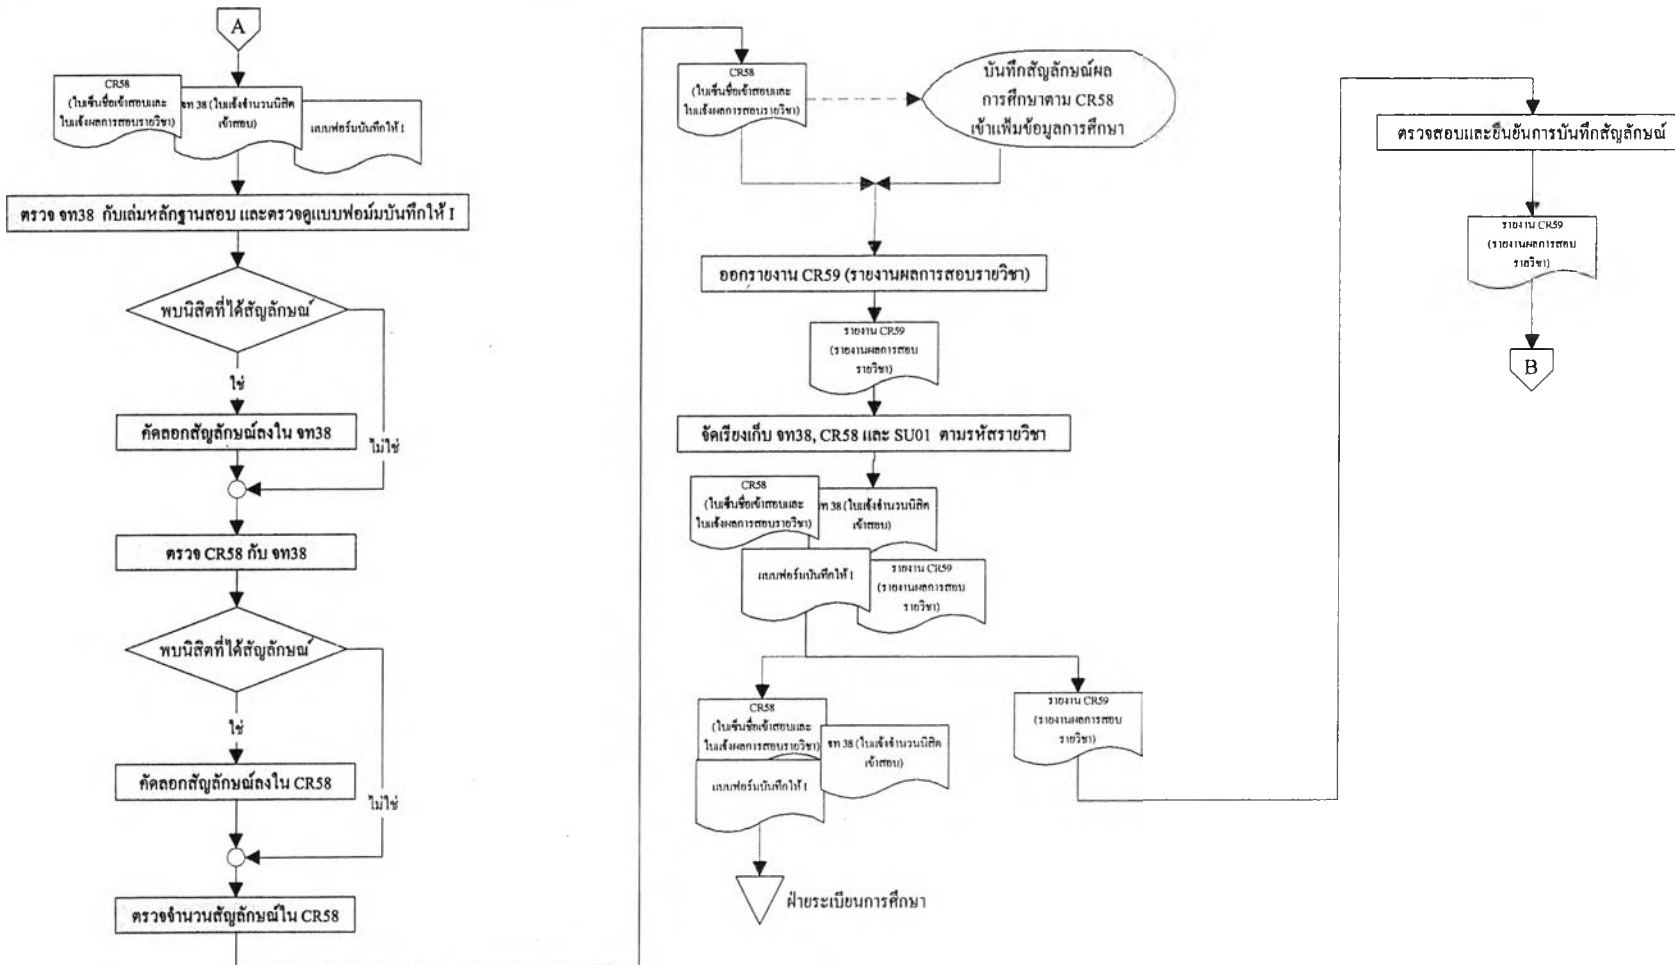 A
CR58
(ใบเซ็นชื่อเข้าสอบและ
ใบแจ้งผลการสอบรายวิชา)
จท 38 (ใบแจ้งจำนวนนิสิต
เข้าสอบ)
แบบฟอร์มบันทึกให้ I
ตรวจ จท38 กับเล่มหลักฐานสอบ และตรวจดูแบบฟอม์มบันทึกให้ I
พบนิสิตที่ได้สัญลักษณ์
ใช่
คัดลอกสัญลักษณ์ลงใน จท38
ไม่ใช่
ตรวจ CR58 กับ จท38
พบนิสิตที่ได้สัญลักษณ์
ใช่
คัดลอกสัญลักษณ์ลงใน CR58
ไม่ใช่
ตรวจจำนวนสัญลักษณ์ใน CR58
CR58
(ใบเซ็นชื่อเข้าสอบและ
ใบแจ้งผลการสอบรายวิชา)
บันทึกสัญลักษณ์ผล
การศึกษาตาม CR58
เข้าแฟ้มข้อมูลการศึกษา
ออกรายงาน CR59 (รายงานผลการสอบรายวิชา)
รายงาน CR59
(รายงานผลการสอบ
รายวิชา)
จัดเรียงเก็บ จท38, CR58 และ SU01 ตามรหัสรายวิชา
CR58
(ใบเซ็นชื่อเข้าสอบและ
ใบแจ้งผลการสอบรายวิชา)
ท 38 (ใบแจ้งจำนวนนิสิต
เข้าสอบ)
แบบฟอร์มบันทึกให้ I
รายงาน CR59
(รายงานผลการสอบ
รายวิชา)
CR58
(ใบเซ็นชื่อเข้าสอบและ
ใบแจ้งผลการสอบรายวิชา)
จท 38 (ใบแจ้งจำนวนนิสิต
เข้าสอบ)
แบบฟอร์มบันทึกให้ I
รายงาน CR59
(รายงานผลการสอบ
รายวิชา)
ฝ่ายระเบียนการศึกษา
ตรวจสอบและยืนยันการบันทึกสัญลักษณ์
รายงาน CR59
(รายงานผลการสอบ
รายวิชา)
B